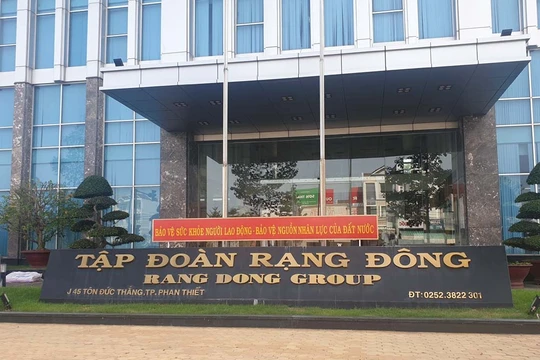 BẢO VỆ SỨC KHỎE NGƯỜI LAO ĐỘNG - BẢO VỆ NGUỒN NHÂN LỰC CỦA ĐẤT NƯỚC
TẬP ĐOÀN RẠNG ĐÔNG
RANG DONG GROUP
J 45 TÔN ĐỨC THẮNG,TP. PHAN THIẾT
ĐT: 0252.3822 301